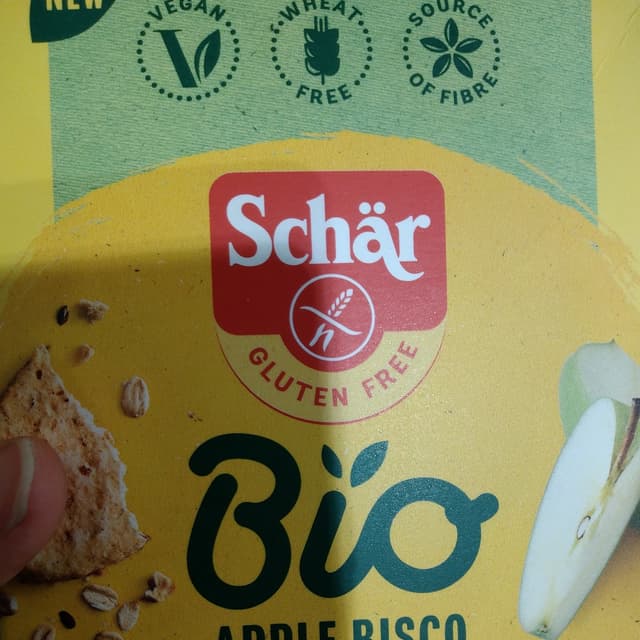 NEW
VEGAN
WHEAT
FREE
SOURCE
OF FIBRE
Schär
GLUTEN FREE
Bio
APPLE BISCO